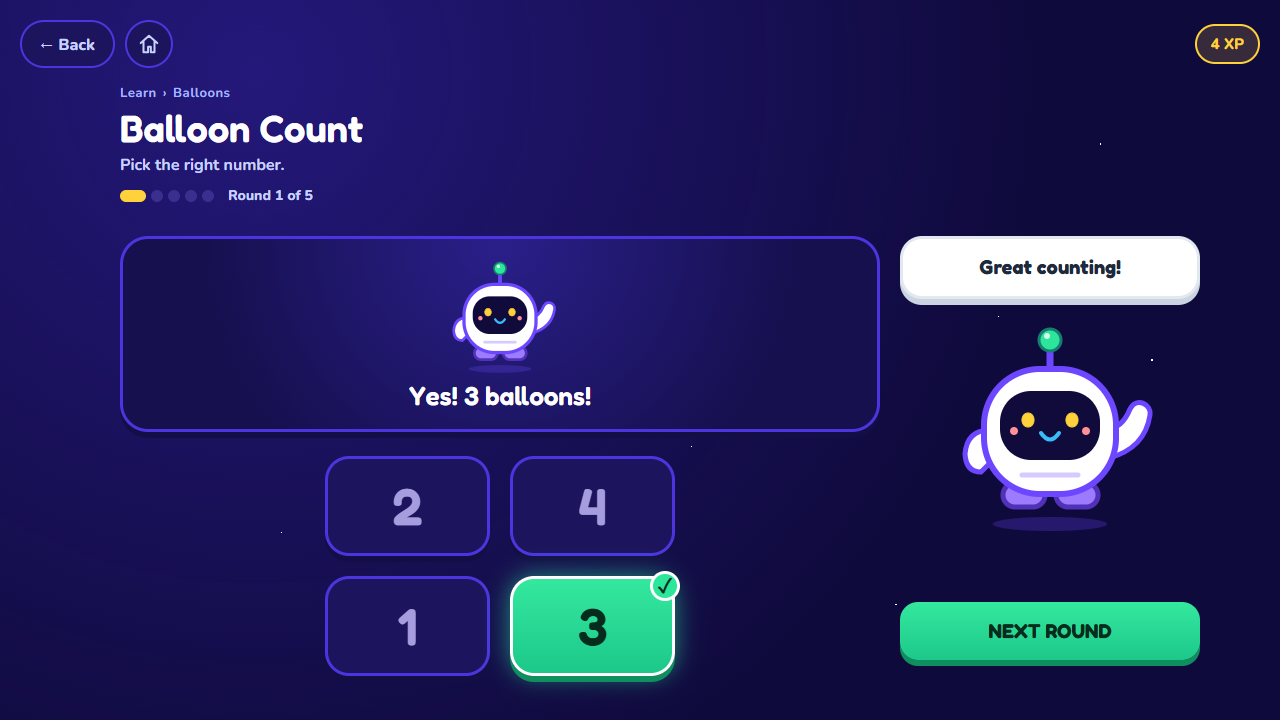 ← Back
4 XP
Learn › Balloons
Balloon Count
Pick the right number.
Round 1 of 5
Yes! 3 balloons!
Great counting!
2
4
1
3
NEXT ROUND